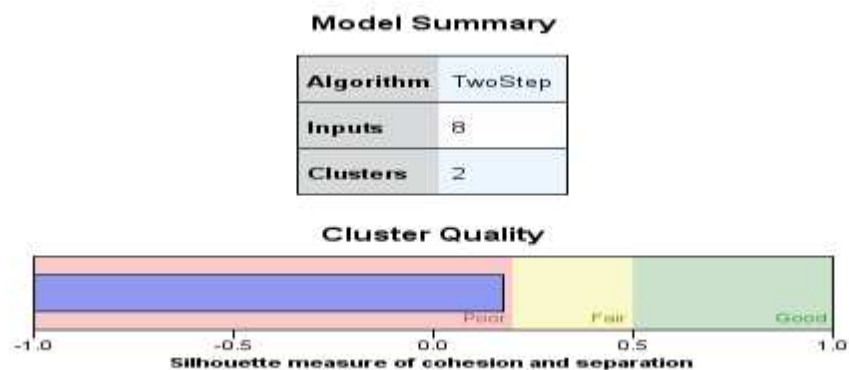 Model Summary
Algorithm TwoStep
Inputs 8
Clusters 2
Cluster Quality
Poor Fair Good
-1.0 -0.5 0.0 0.5 1.0
Silhouette measure of cohesion and separation